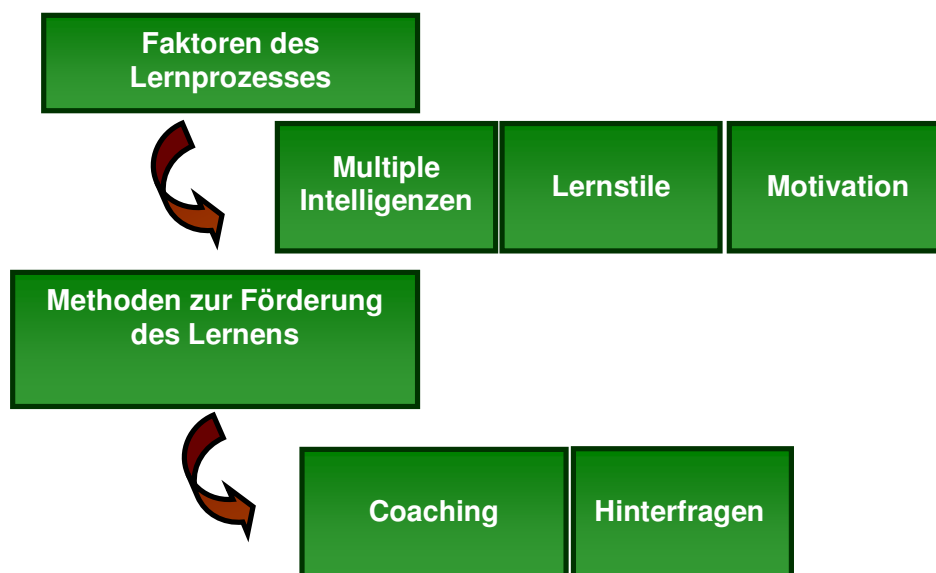 Faktoren des
Lernprozesses
Multiple
Intelligenzen
Lernstile
Motivation
Methoden zur Förderung
des Lernens
Coaching
Hinterfragen